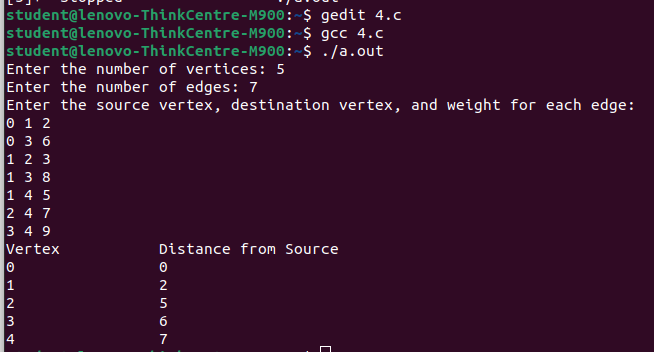 student@lenovo-ThinkCentre-M900:~$ gedit 4.c
student@lenovo-ThinkCentre-M900:~$ gcc 4.c
student@lenovo-ThinkCentre-M900:~$ ./a.out
Enter the number of vertices: 5
Enter the number of edges: 7
Enter the source vertex, destination vertex, and weight for each edge:
0 1 2
0 3 6
1 2 3
1 3 8
1 4 5
2 4 7
3 4 9
Vertex Distance from Source
0 0
1 2
2 5
3 6
4 7